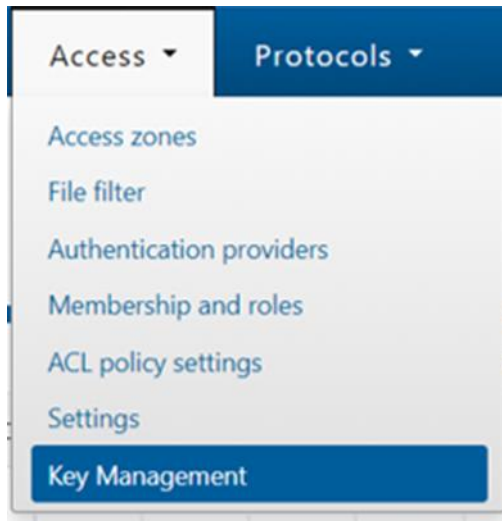 Access Protocols
Access zones
File filter
Authentication providers
Membership and roles
ACL policy settings
Settings
Key Management